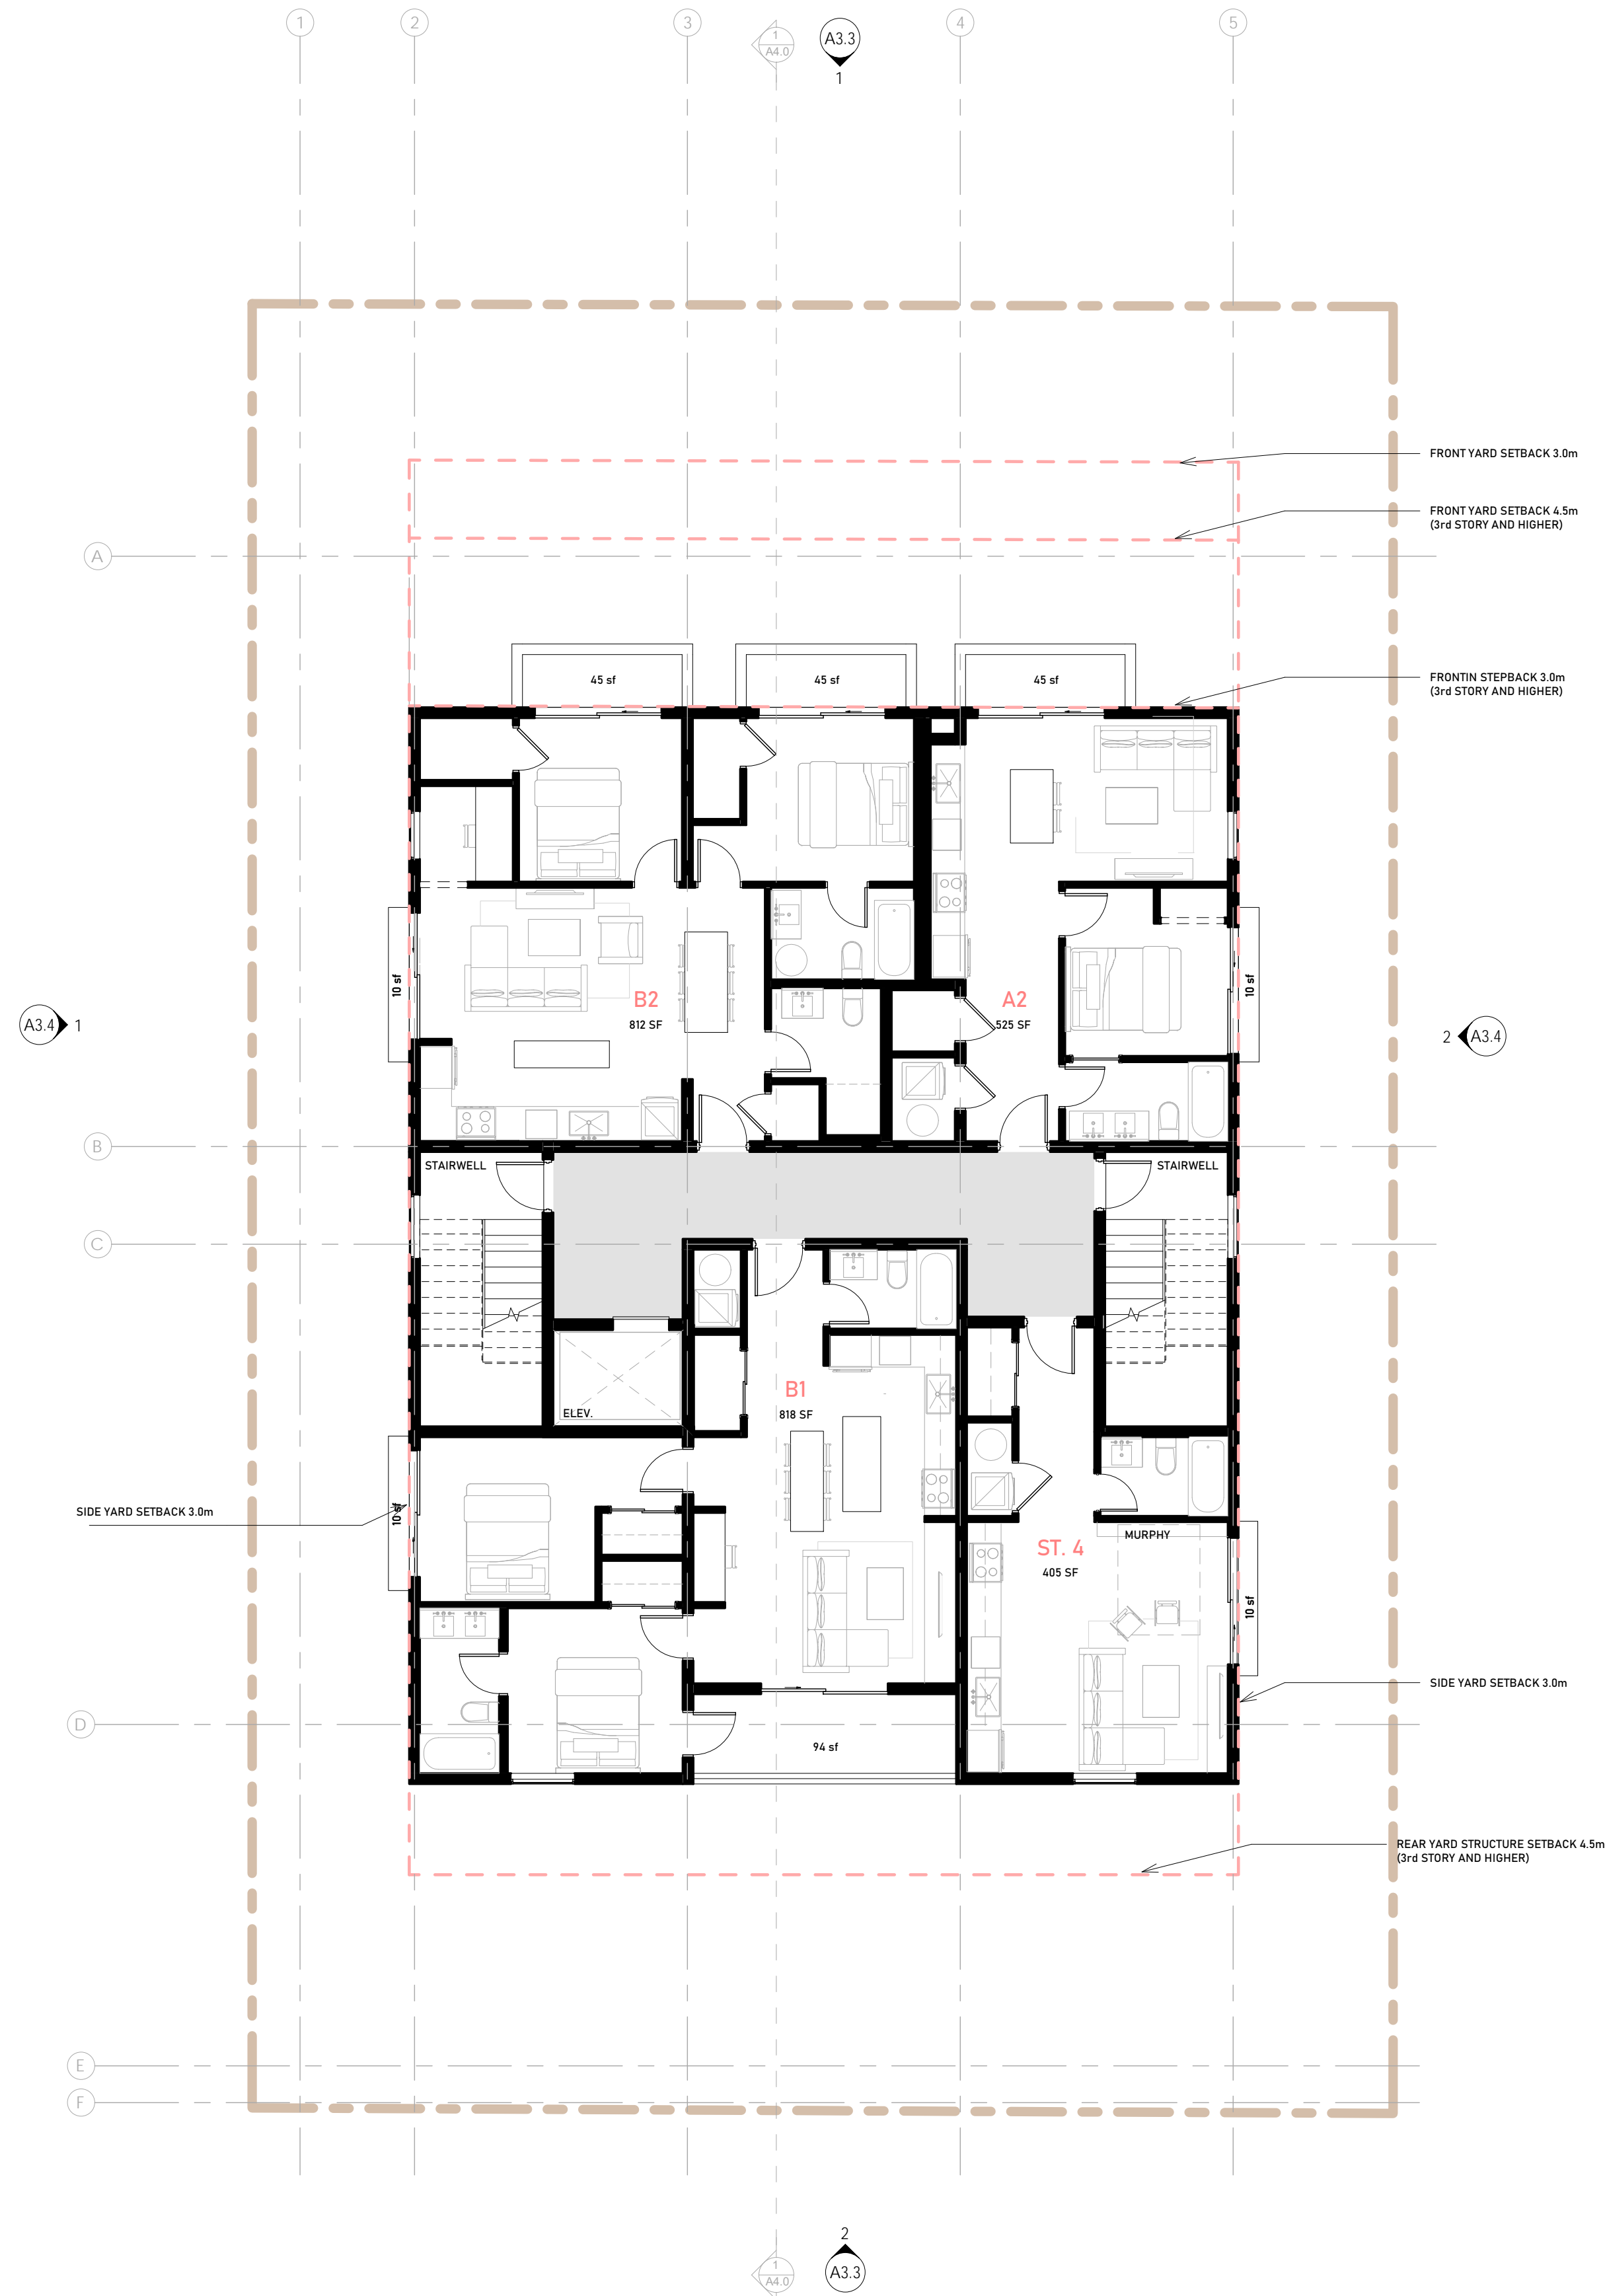 1
2
3
4
5
1
A4.0
A3.3
1
FRONT YARD SETBACK 3.0m
FRONT YARD SETBACK 4.5m
(3rd STORY AND HIGHER)
A
FRONTIN STEPBACK 3.0m
(3rd STORY AND HIGHER)
45 sf
45 sf
45 sf
10 sf
10 sf
B2
812 SF
A2
525 SF
A3.4
1
2
A3.4
B
STAIRWELL
STAIRWELL
C
ELEV.
B1
818 SF
10 sf
SIDE YARD SETBACK 3.0m
MURPHY
ST. 4
405 SF
10 sf
SIDE YARD SETBACK 3.0m
D
94 sf
REAR YARD STRUCTURE SETBACK 4.5m
(3rd STORY AND HIGHER)
E
F
2
A3.3
1
A4.0